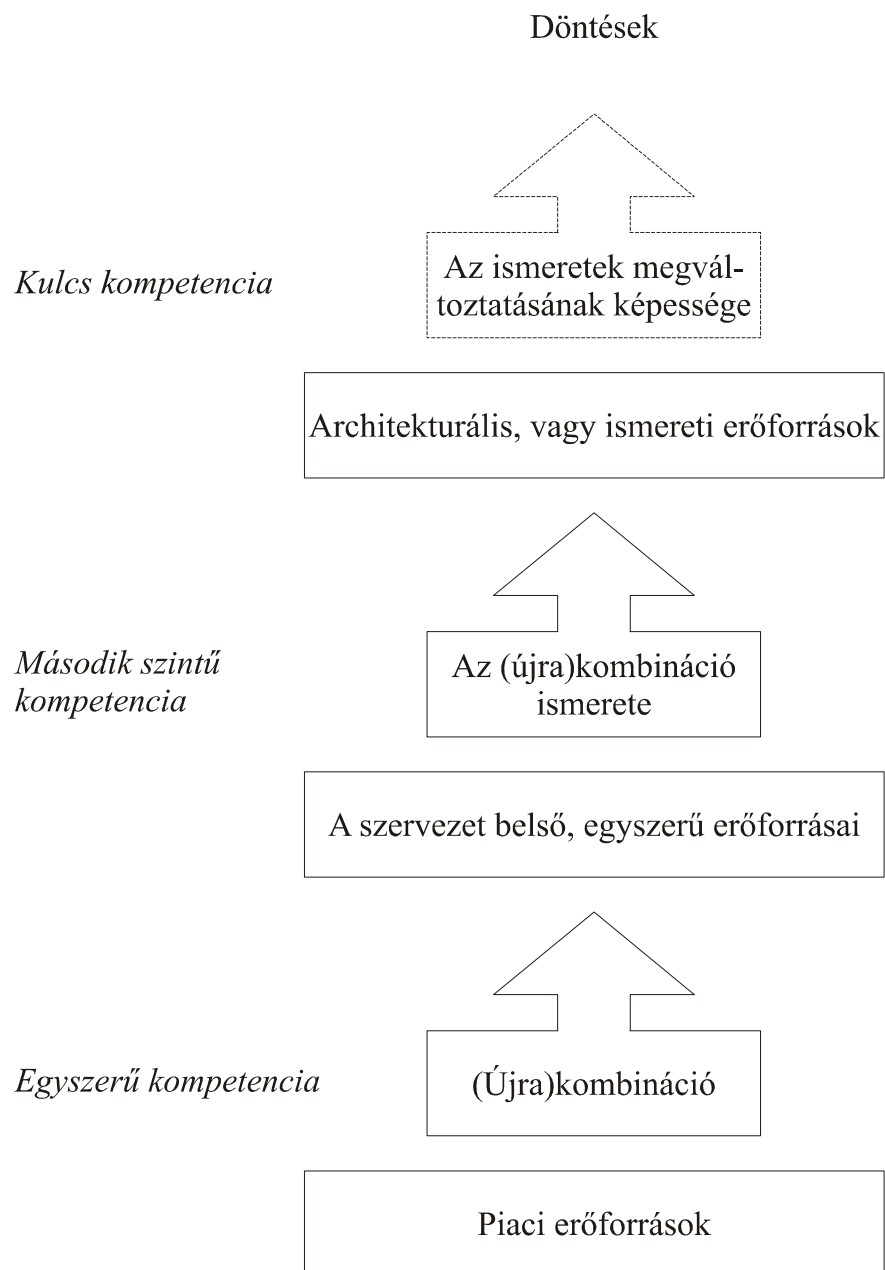 Döntések
Kulcs kompetencia
Az ismeretek megvál-
toztatásának képessége
Architekturális, vagy ismereti erőforrások
Második szintű
kompetencia
Az (újra)kombináció
ismerete
A szervezet belső, egyszerű erőforrásai
Egyszerű kompetencia
(Újra)kombináció
Piaci erőforrások